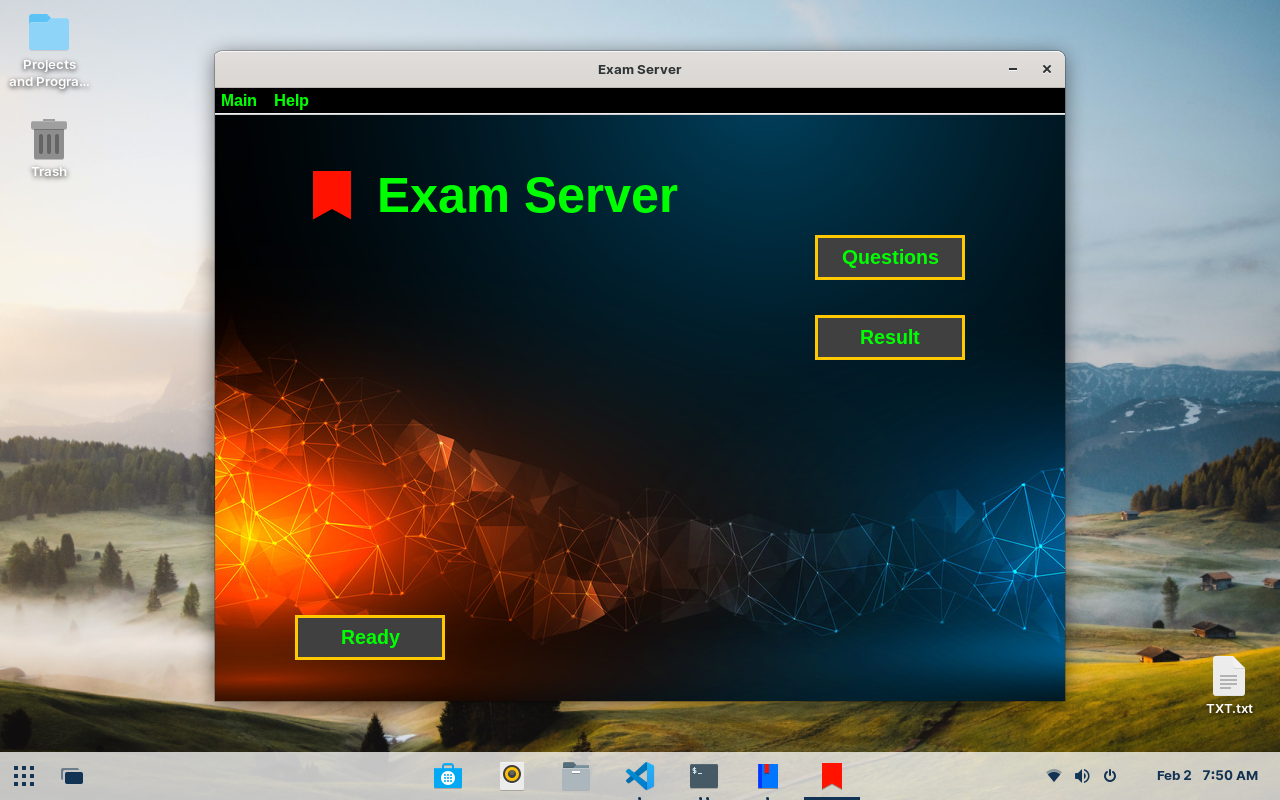 Projects
and Progra...
Trash
Exam Server
Main Help
Exam Server
Questions
Result
Ready
TXT.txt
$_
Feb 2 7:50 AM